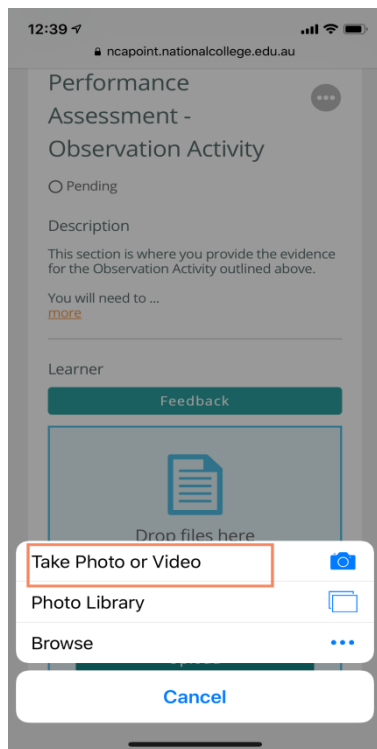 12:39
ncapoint.nationalcollege.edu.au
Performance
Assessment -
Observation Activity
Pending
Description
This section is where you provide the evidence
for the Observation Activity outlined above.
You will need to ...
more
Learner
Feedback
Drop files here
Take Photo or Video
Photo Library
Browse
Upload
Cancel